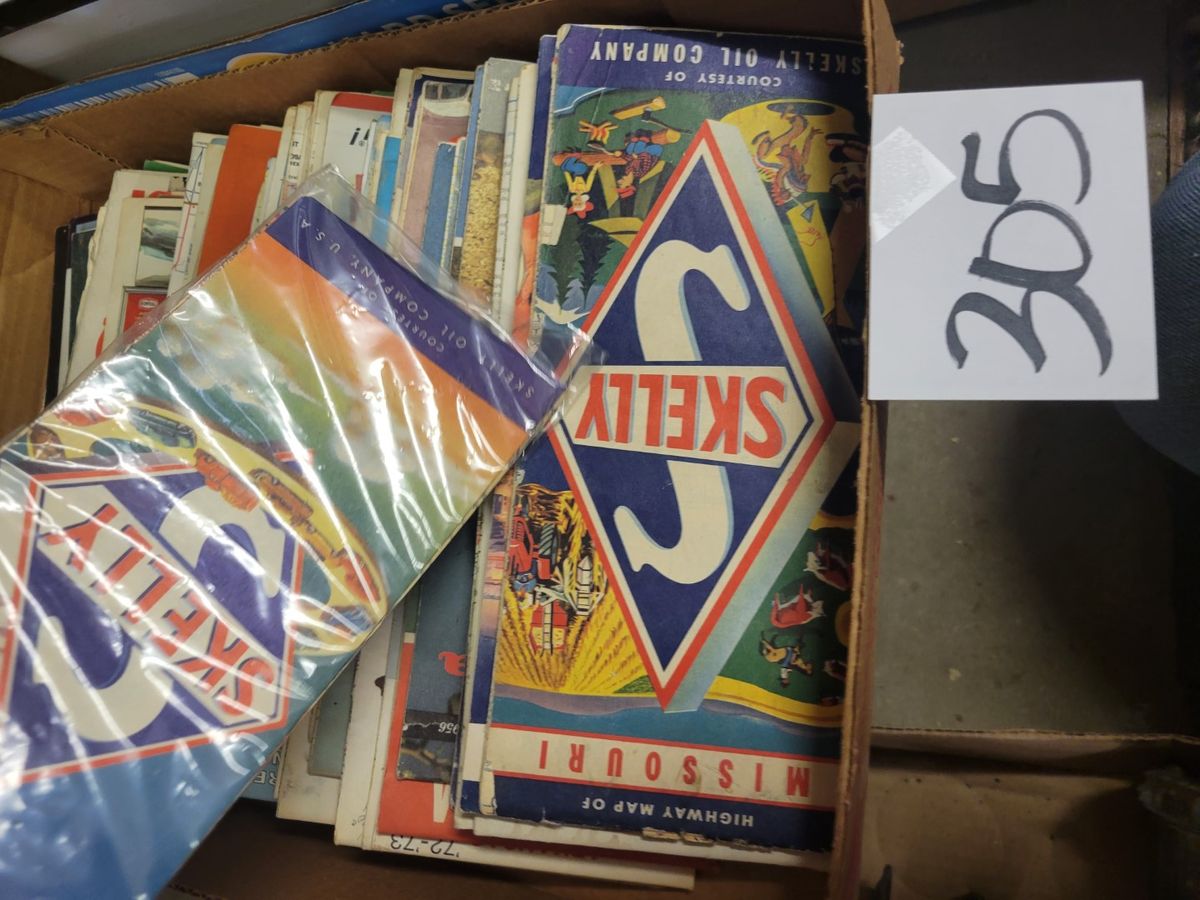 305
HIGHWAY MAP OF
MISSOURI
SKELLY
S
COURTESY OF
SKELLY OIL COMPANY
SKELLY
S
COURTESY OF
SKELLY OIL COMPANY, U.S.A
1956
'72-'73